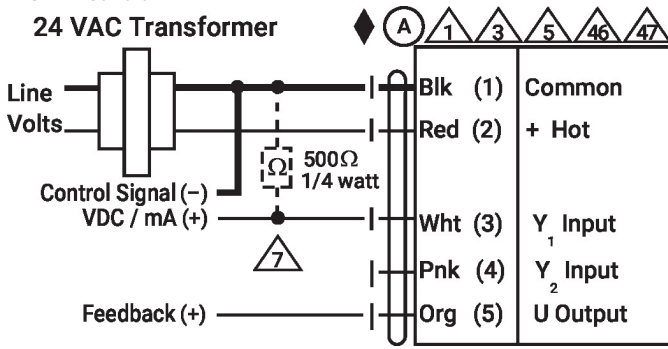 24 VAC Transformer
A 1 3 5 46 47
Line
Volts
Blk (1) Common
Red (2) + Hot
Ω 500Ω
1/4 watt
Control Signal (−)
VDC / mA (+)
7
Wht (3) Y1 Input
Pnk (4) Y2 Input
Feedback (+)
Org (5) U Output